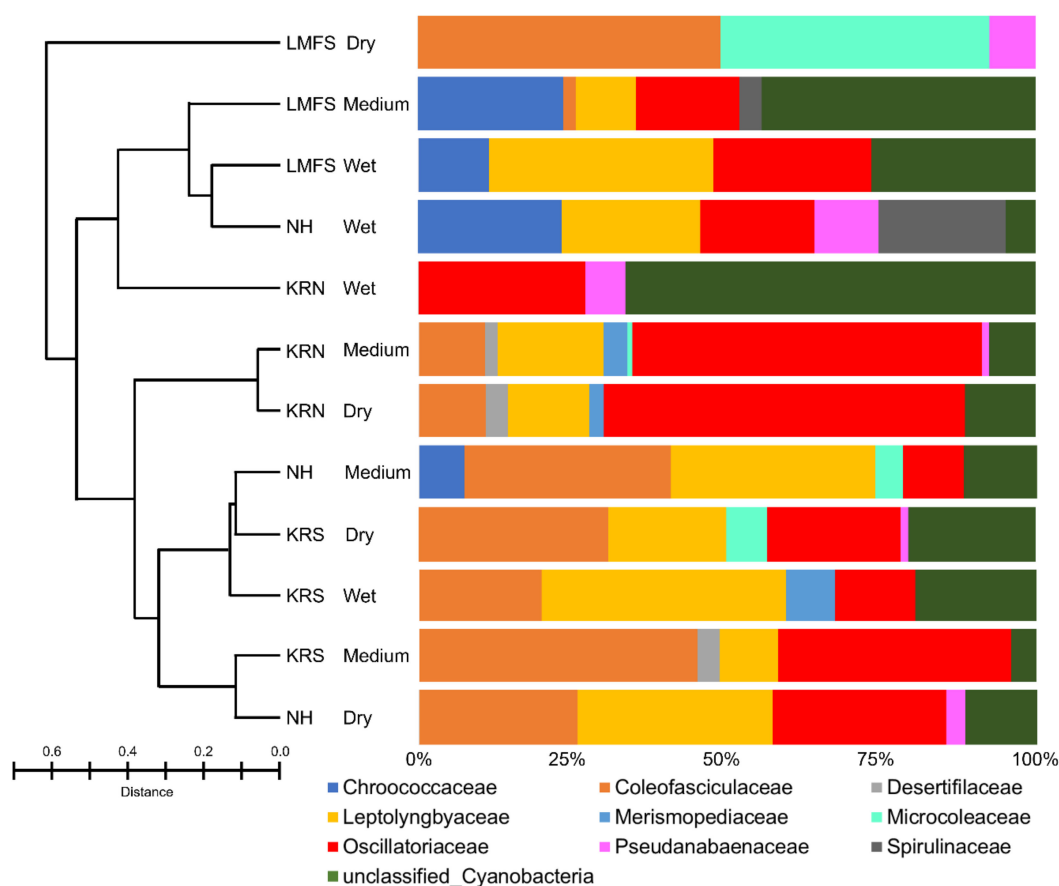 LMFS Dry
LMFS Medium
LMFS Wet
NH Wet
KRN Wet
KRN Medium
KRN Dry
NH Medium
KRS Dry
KRS Wet
KRS Medium
NH Dry
0.6 0.4 0.2 0.0
Distance
0% 25% 50% 75% 100%
Chroococcaceae Coleofasciculaceae Desertifilaceae
Leptolyngbyaceae Merismopediaceae Microcoleaceae
Oscillatoriaceae Pseudanabaenaceae Spirulinaceae
unclassified_Cyanobacteria